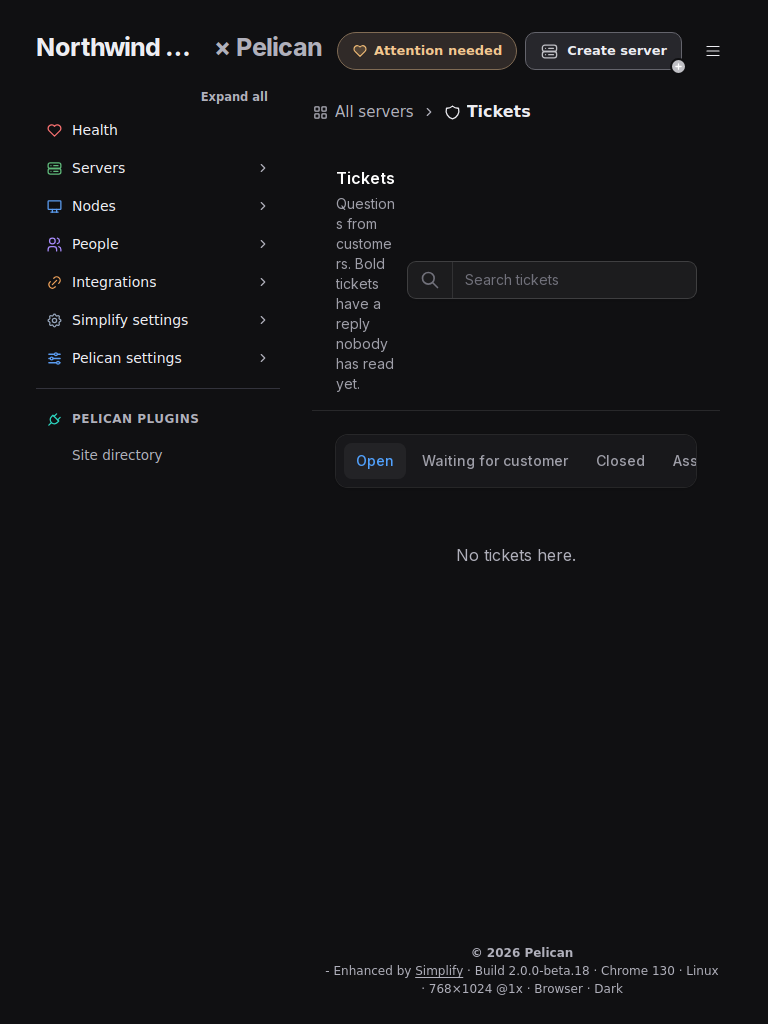 Northwind ... × Pelican
Attention needed
Create server
Expand all
Health
Servers
Nodes
People
Integrations
Simplify settings
Pelican settings
PELICAN PLUGINS
Site directory
All servers > Tickets
Tickets
Question
s from
custome
rs. Bold
tickets
have a
reply
nobody
has read
yet.
Search tickets
Open Waiting for customer Closed Ass
No tickets here.
© 2026 Pelican
- Enhanced by Simplify · Build 2.0.0-beta.18 · Chrome 130 · Linux
· 768×1024 @1x · Browser · Dark